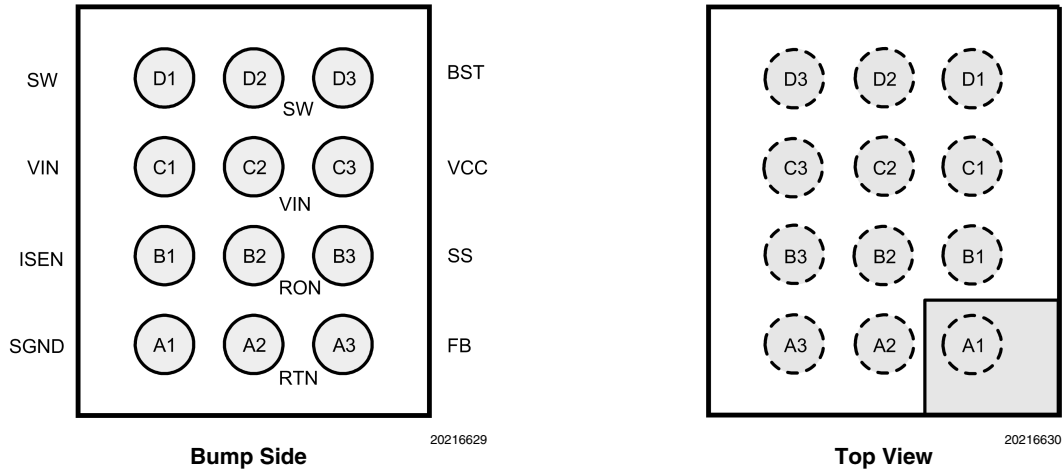 SW D1 D2 D3 BST
SW
VIN C1 C2 C3 VCC
VIN
ISEN B1 B2 B3 SS
RON
SGND A1 A2 A3 FB
RTN
20216629
Bump Side
D3 D2 D1
C3 C2 C1
B3 B2 B1
A3 A2 A1
20216630
Top View